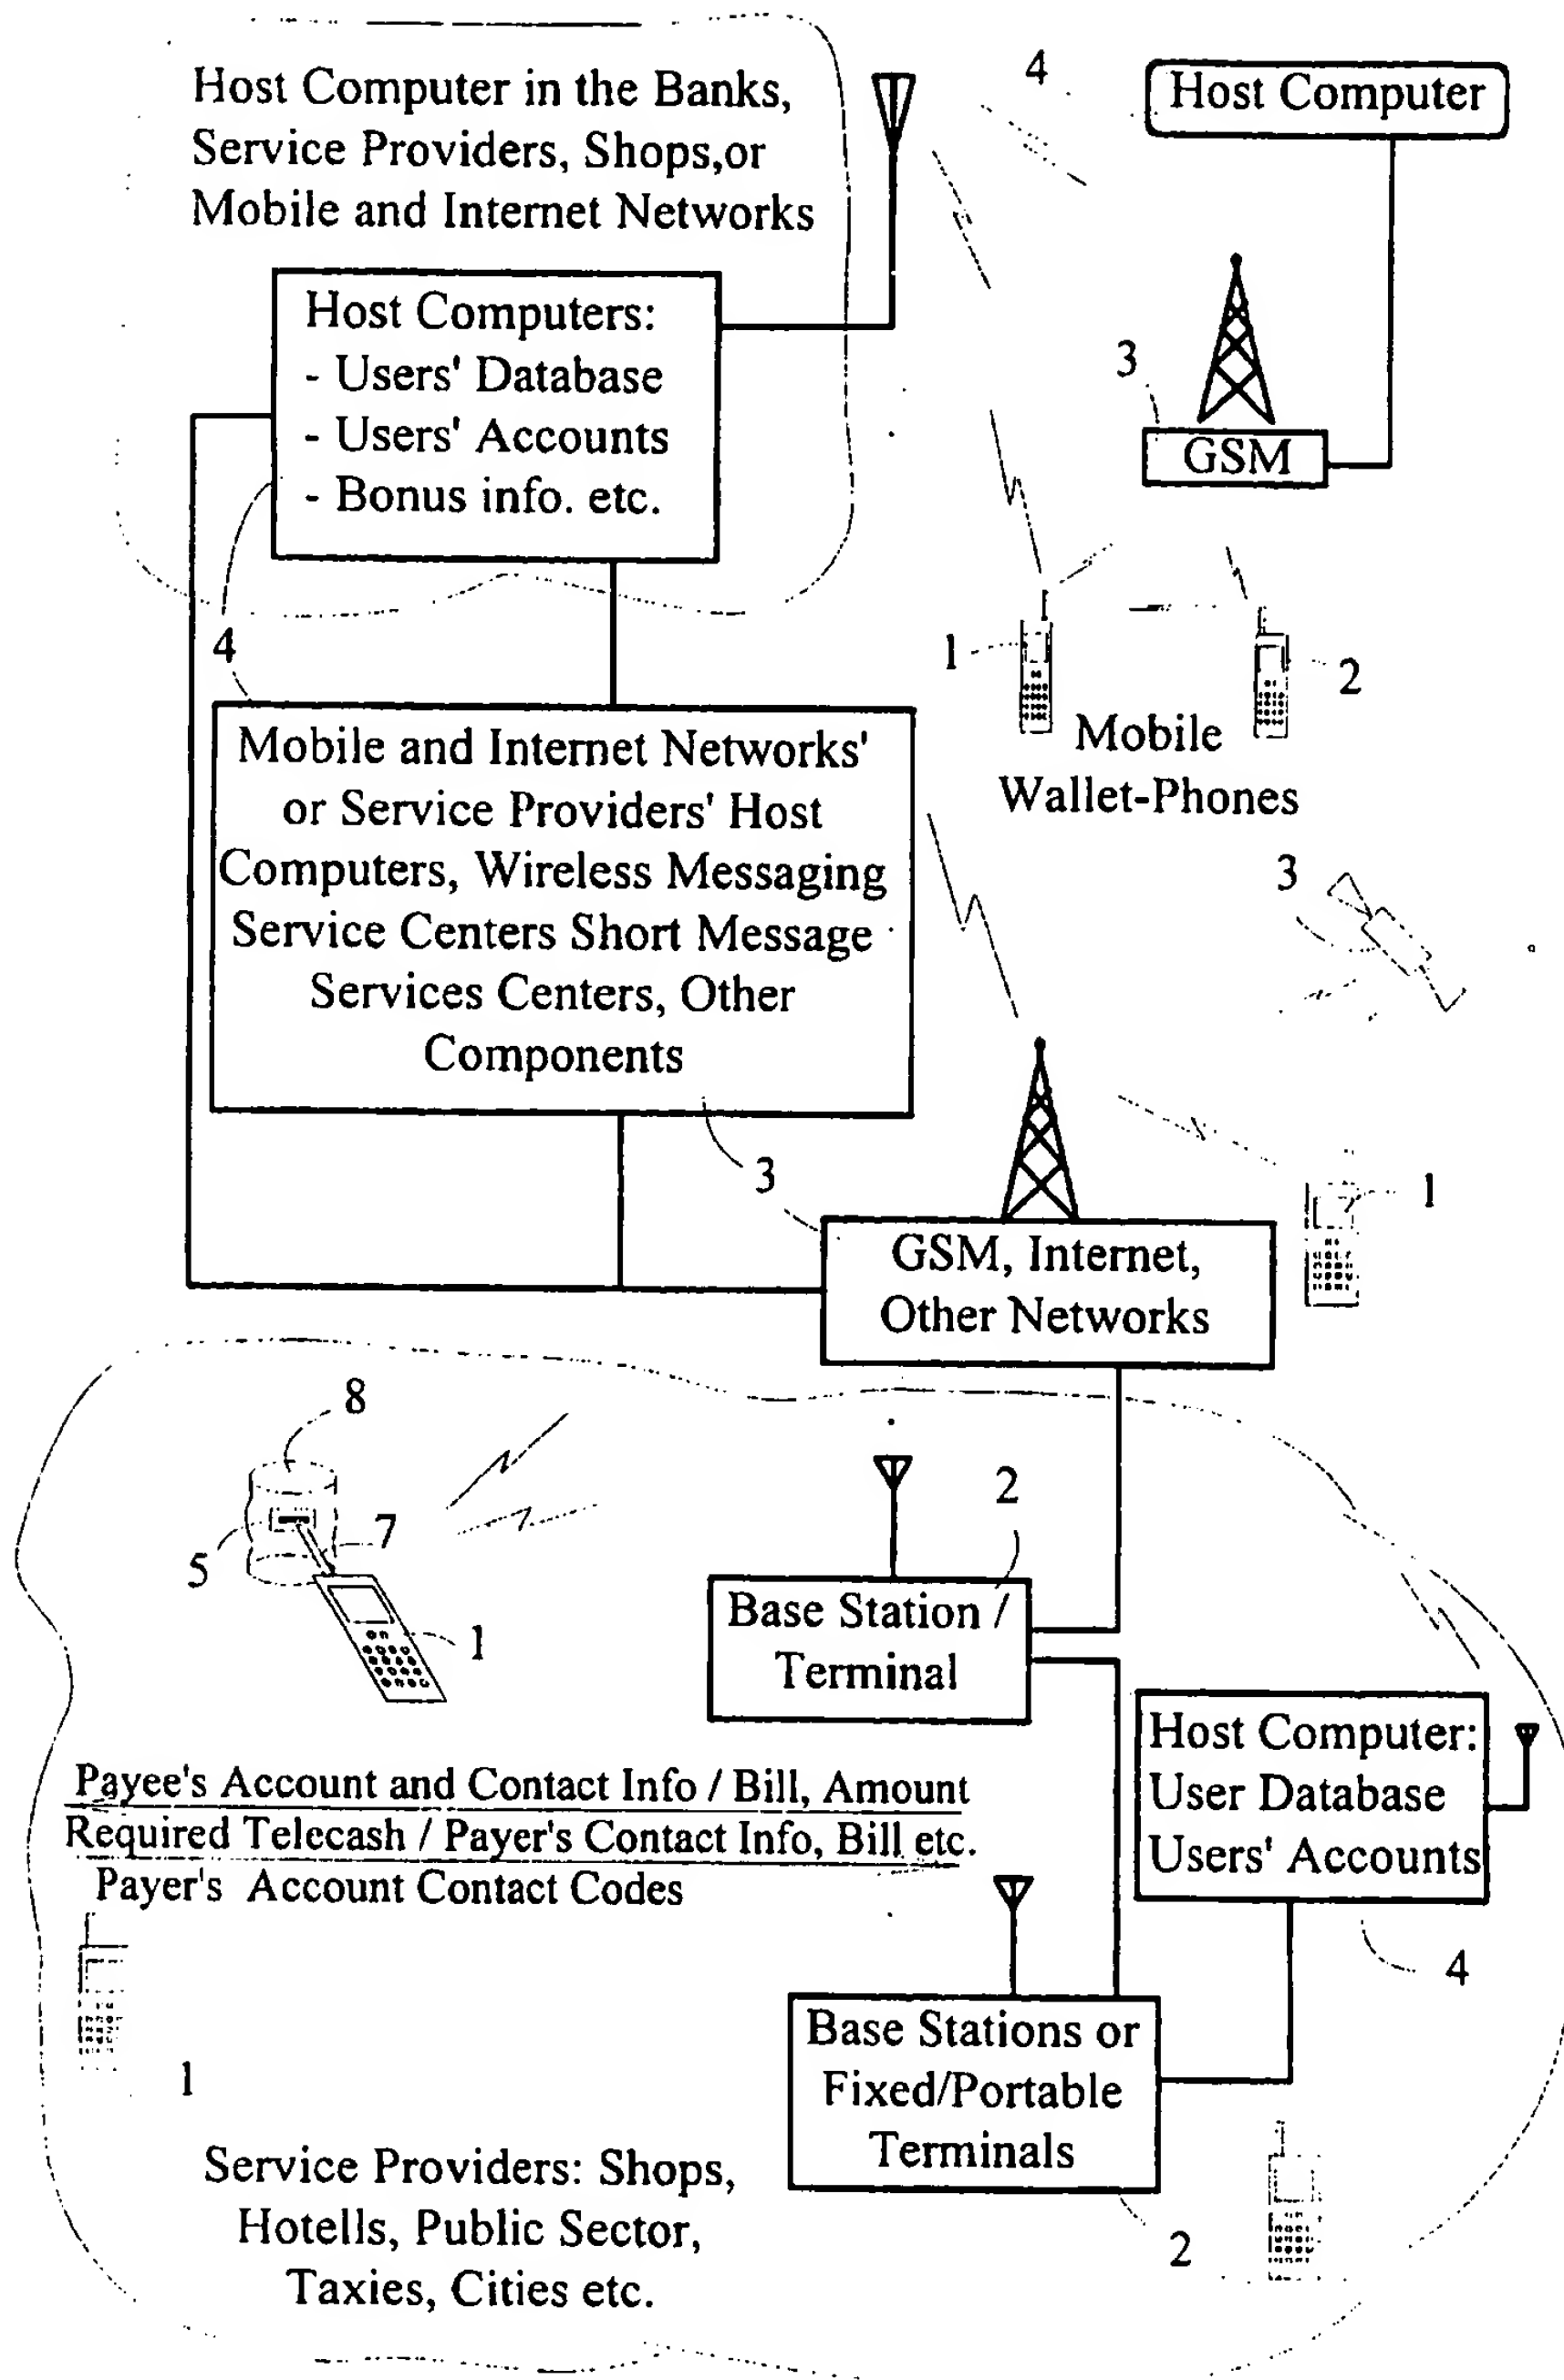 Host Computer in the Banks,
Service Providers, Shops,or
Mobile and Internet Networks
4
Host Computer
Host Computers:
- Users' Database
- Users' Accounts
- Bonus info. etc.
3
GSM
4
1
2
Mobile
Wallet-Phones
Mobile and Internet Networks'
or Service Providers' Host
Computers, Wireless Messaging
Service Centers Short Message
Services Centers, Other
Components
3
3
1
GSM, Internet,
Other Networks
8
5
7
1
2
Base Station /
Terminal
Host Computer:
User Database
Users' Accounts
Payee's Account and Contact Info / Bill, Amount
Required Telecash / Payer's Contact Info, Bill etc.
Payer's Account Contact Codes
4
1
Base Stations or
Fixed/Portable
Terminals
2
Service Providers: Shops,
Hotells, Public Sector,
Taxies, Cities etc.